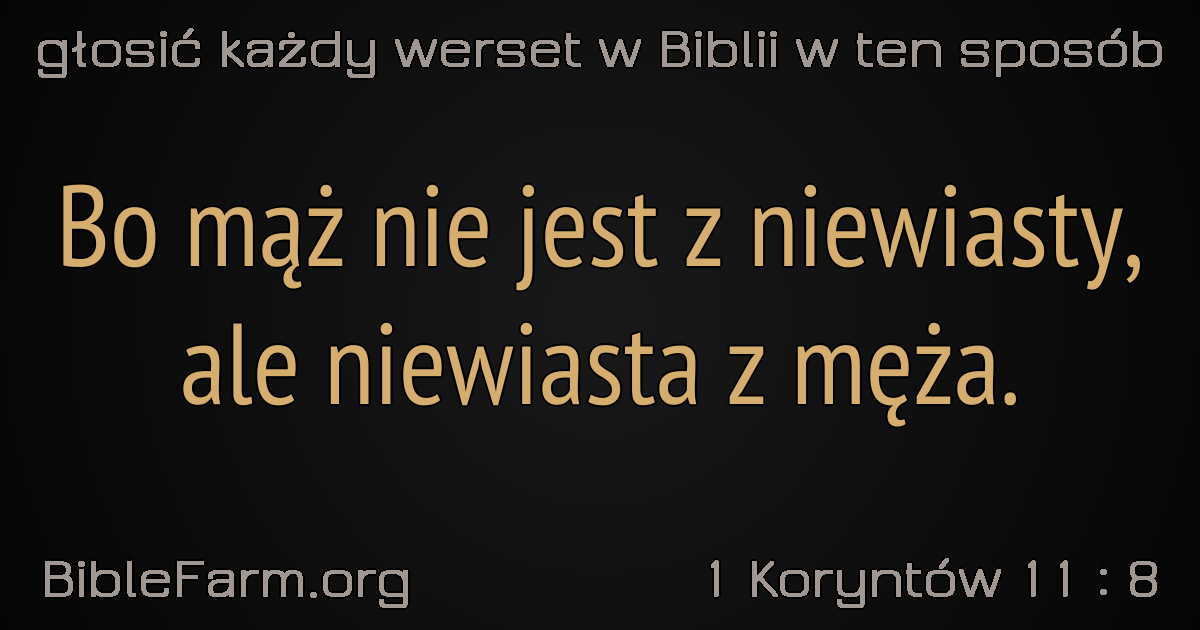 głosić każdy werset w Biblii w ten sposób
Bo mąż nie jest z niewiasty,
ale niewiasta z męża.
BibleFarm.org
1 Koryntów 11 : 8